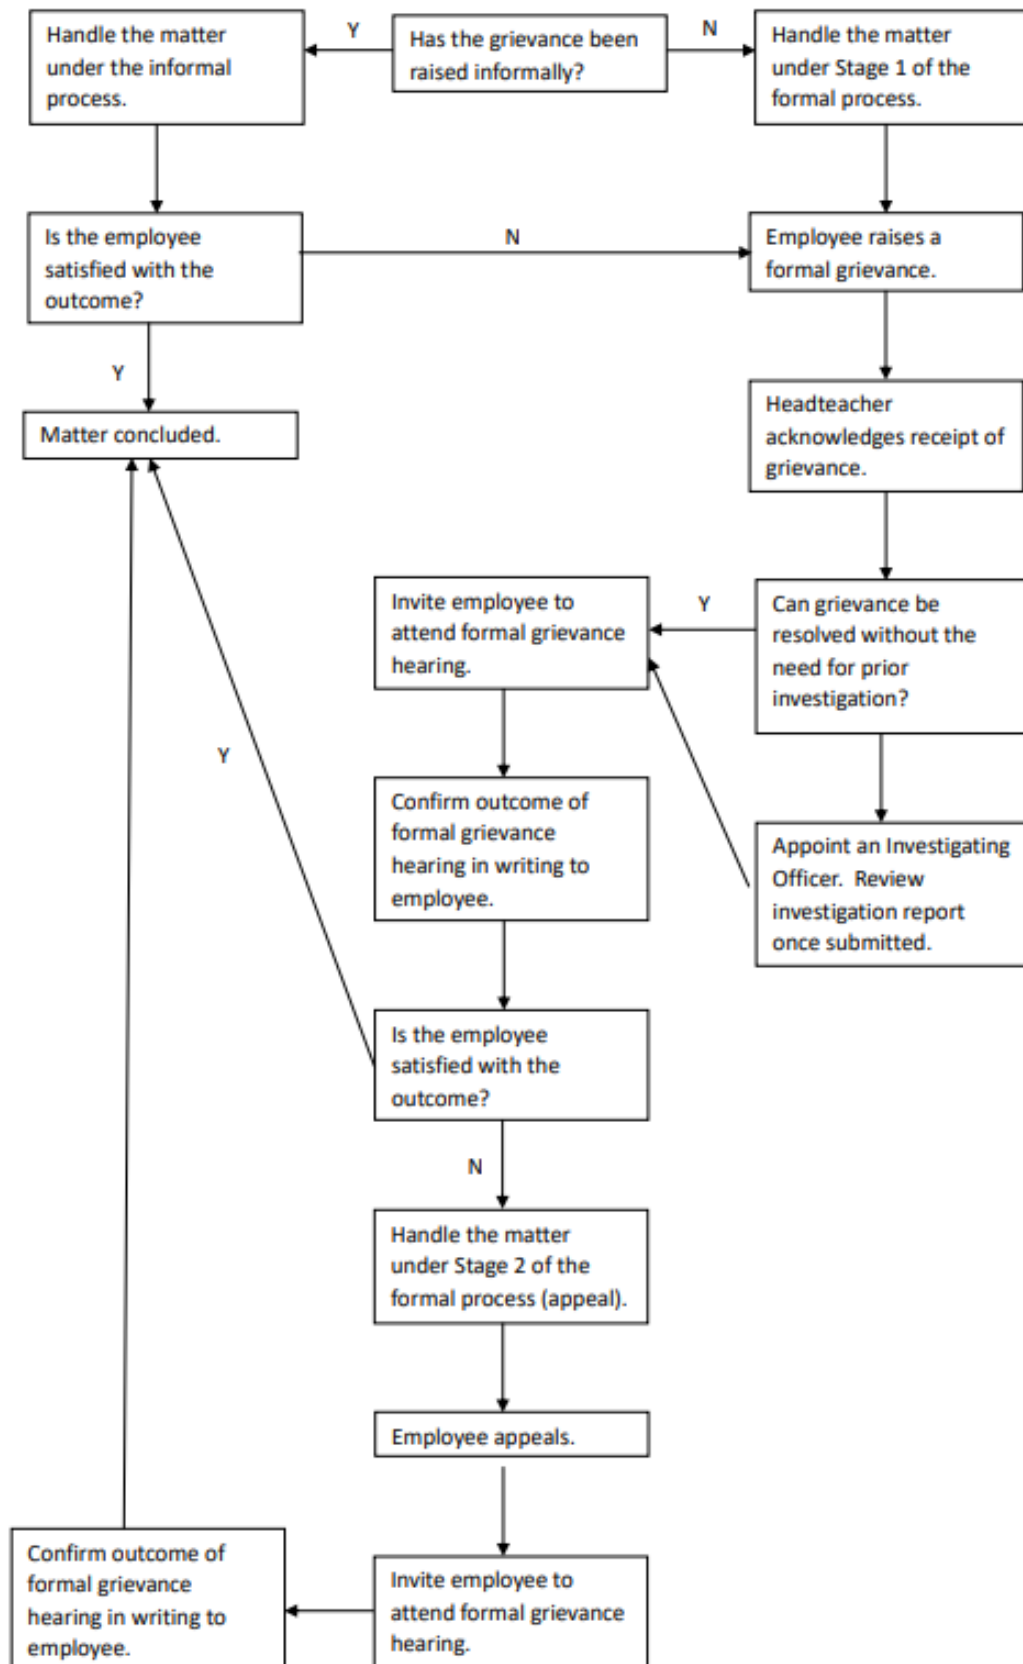 Handle the matter
under the informal
process.
Y
Has the grievance been
raised informally?
N
Handle the matter
under Stage 1 of the
formal process.
Is the employee
satisfied with the
outcome?
N
Employee raises a
formal grievance.
Y
Matter concluded.
Headteacher
acknowledges receipt of
grievance.
Invite employee to
attend formal grievance
hearing.
Y
Can grievance be
resolved without the
need for prior
investigation?
Y
Confirm outcome of
formal grievance
hearing in writing to
employee.
Appoint an Investigating
Officer.  Review
investigation report
once submitted.
Is the employee
satisfied with the
outcome?
N
Handle the matter
under Stage 2 of the
formal process (appeal).
Employee appeals.
Confirm outcome of
formal grievance
hearing in writing to
employee.
Invite employee to
attend formal grievance
hearing.